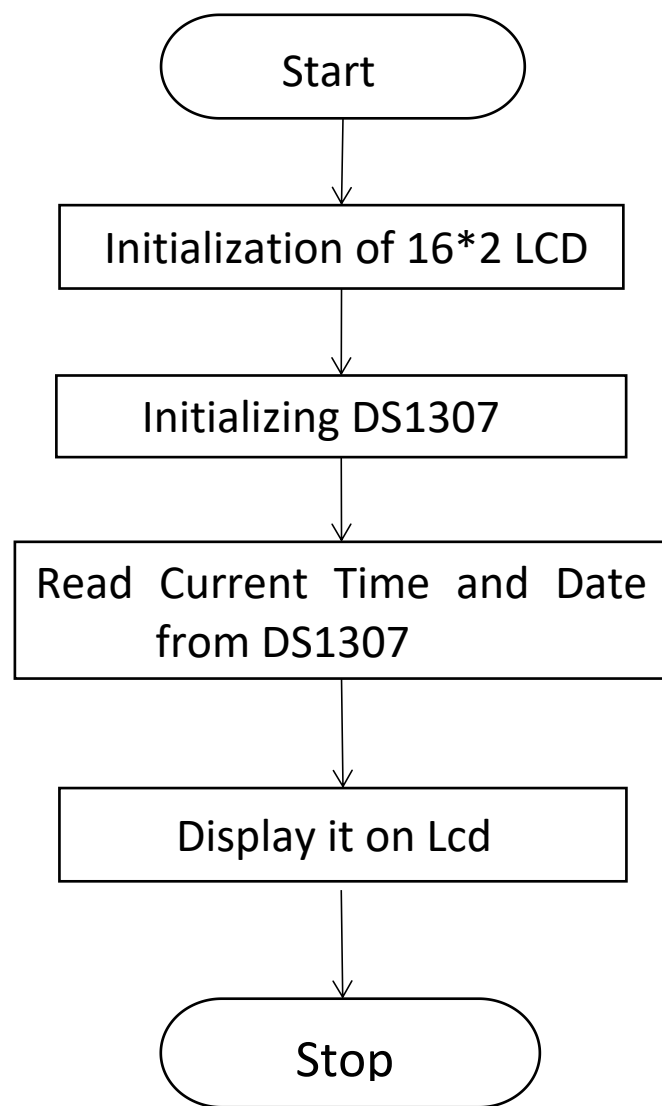 Start
Initialization of 16*2 LCD
Initializing DS1307
Read Current Time and Date
from DS1307
Display it on Lcd
Stop